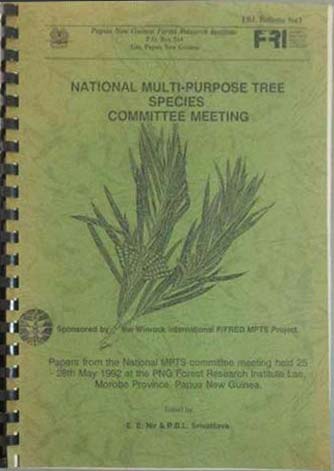 FRI Bulletin No:1
Papua New Guinea Forest Research Institute
P.O. Box 314
Lae, Papua New Guinea
FRI
NATIONAL MULTI-PURPOSE TREE
SPECIES
COMMITTEE MEETING
Sponsored by the Winrock International F/FRED MPTS Project.
Papers from the National MPTS committee meeting held 25
- 28th May 1992 at the PNG Forest Research Institute Lae,
Morobe Province, Papua New Guinea.
Edited by
E. E. Nir & P.B.L. Srivastava